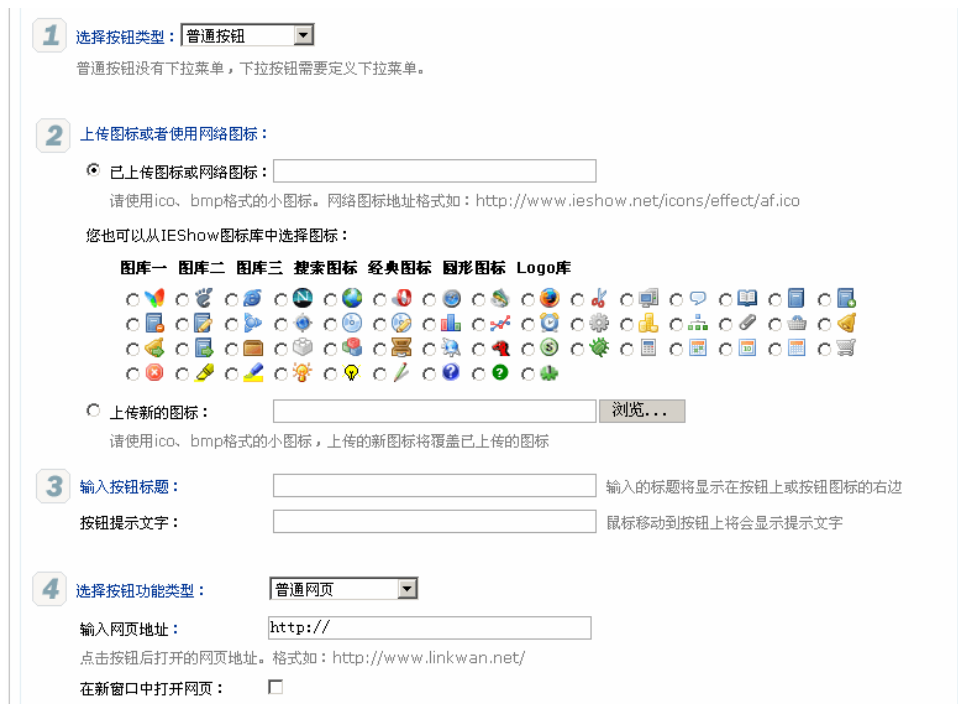 1 选择按钮类型：普通按钮
普通按钮没有下拉菜单，下拉按钮需要定义下拉菜单。
2 上传图标或者使用网络图标：
已上传图标或网络图标：
请使用ico、bmp格式的小图标。网络图标地址格式如：http://www.ieshow.net/icons/effect/af.ico
您也可以从IEShow图标库中选择图标：
图库一 图库二 图库三 搜索图标 经典图标 圆形图标 Logo库
上传新的图标： 浏览...
请使用ico、bmp格式的小图标，上传的新图标将覆盖已上传的图标
3 输入按钮标题： 输入的标题将显示在按钮上或按钮图标的右边
按钮提示文字： 鼠标移动到按钮上将会显示提示文字
4 选择按钮功能类型： 普通网页
输入网页地址： http://
点击按钮后打开的网页地址。格式如：http://www.linkwan.net/
在新窗口中打开网页：